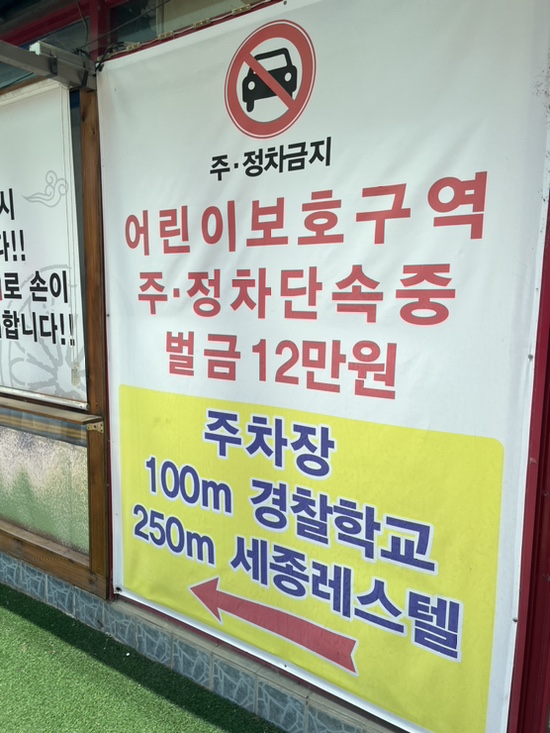 시
다!!
로 손이
합니다!!
주·정차금지
어린이보호구역
주·정차단속중
벌금12만원
주차장
100m 경찰학교
250m 세종레스텔